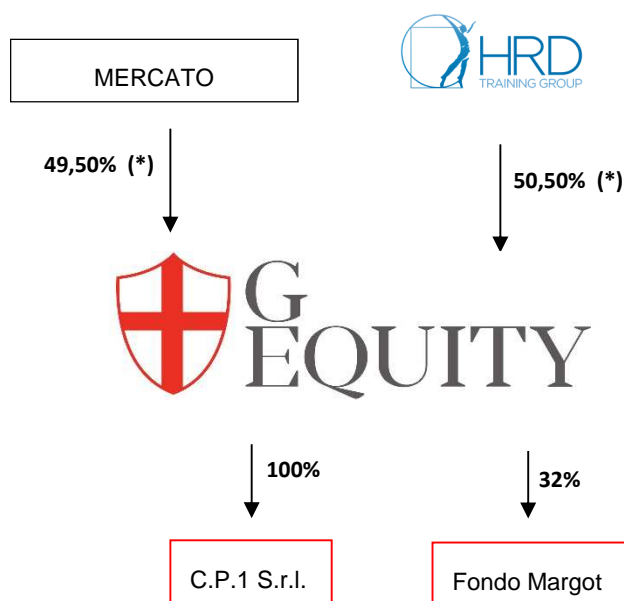 HRD
TRAINING GROUP
MERCATO
49,50% (*)
50,50% (*)
G
EQUITY
100%
32%
C.P.1 S.r.l.
Fondo Margot